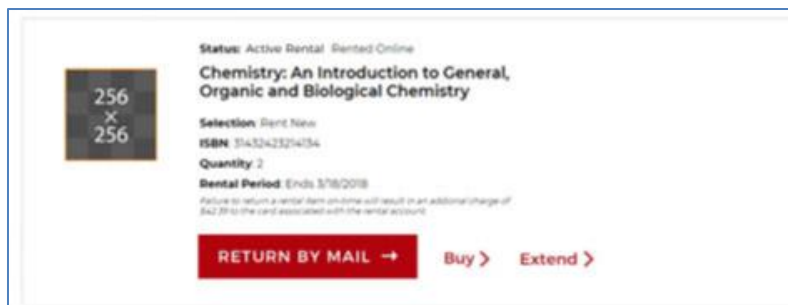 Status: Active Rental Rented Online
Chemistry: An Introduction to General,
Organic and Biological Chemistry
256
×
256
Selection: Rent New
ISBN: 31432423214134
Quantity: 2
Rental Period: Ends 3/18/2018
Failure to return a rental item on-time will result in an additional charge of
$42.39 to the card associated with the rental account.
RETURN BY MAIL →
Buy >
Extend >